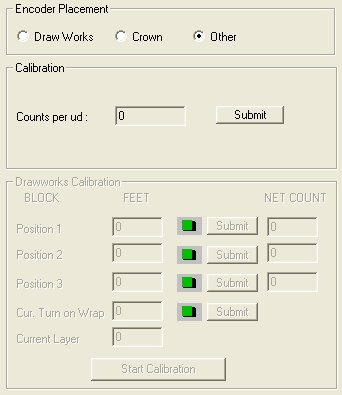 Encoder Placement
Draw Works Crown Other
Calibration
Counts per ud : 0 Submit
Drawworks Calibration
BLOCK FEET NET COUNT
Position 1 0 Submit 0
Position 2 0 Submit 0
Position 3 0 Submit 0
Cur. Turn on Wrap 0 Submit
Current Layer 0
Start Calibration